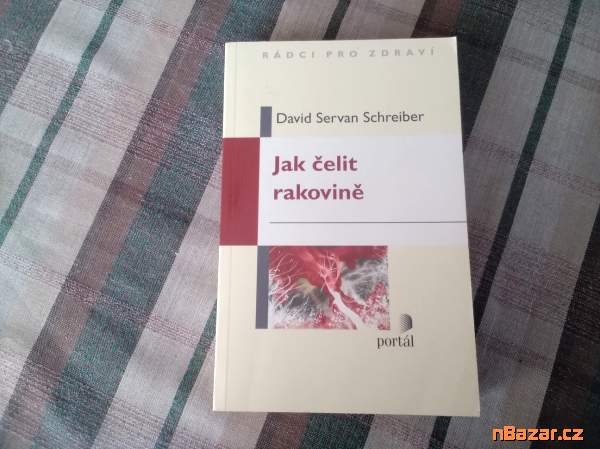 RÁDCI PRO ZDRAVÍ
David Servan Schreiber
Jak čelit
rakovině
portál
nBazar.cz